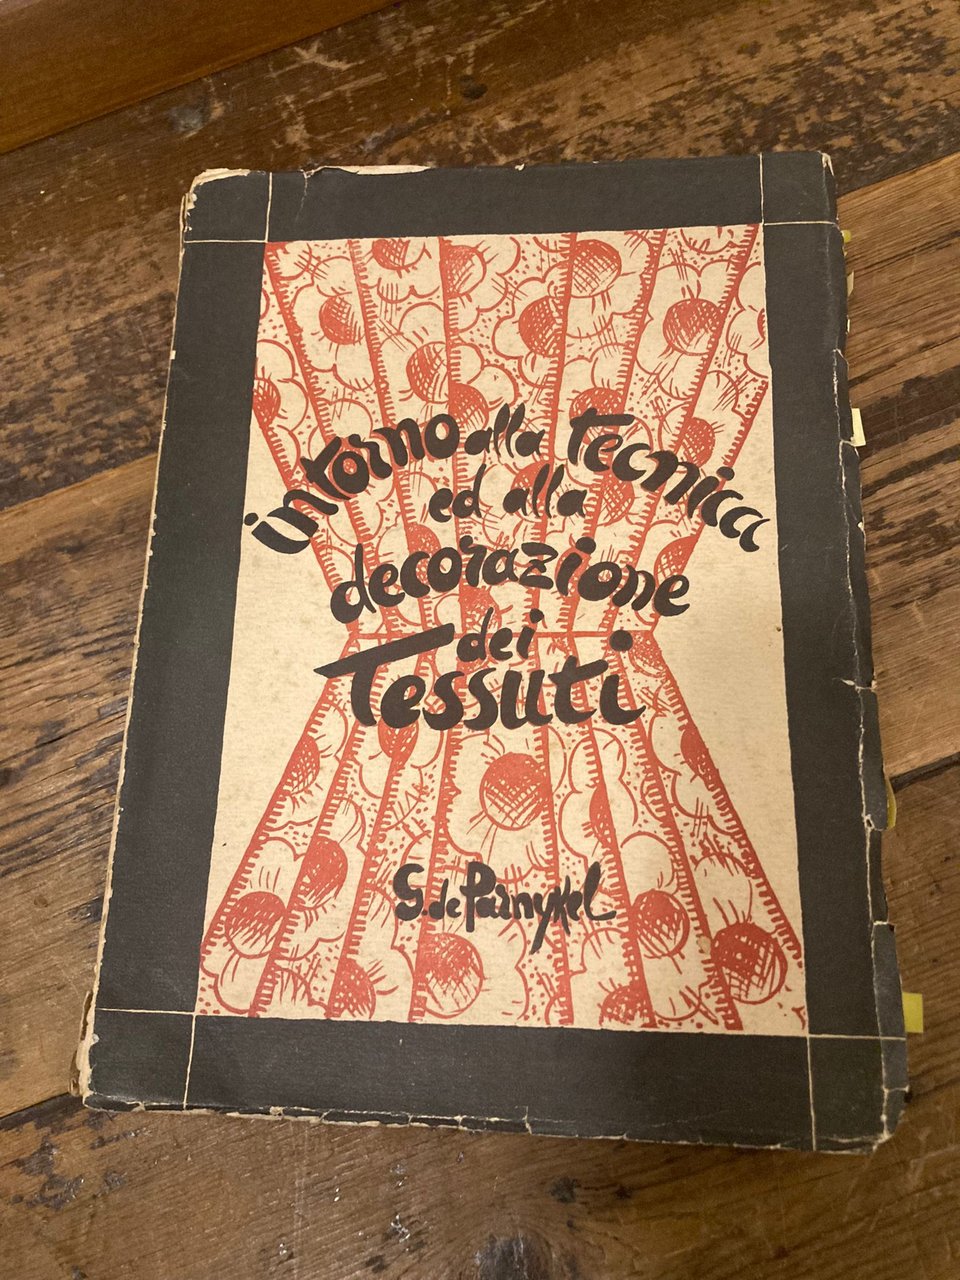 intorno alla Tecnica
ed alla
decorazione
dei
Tessuti
G. de Parnykel